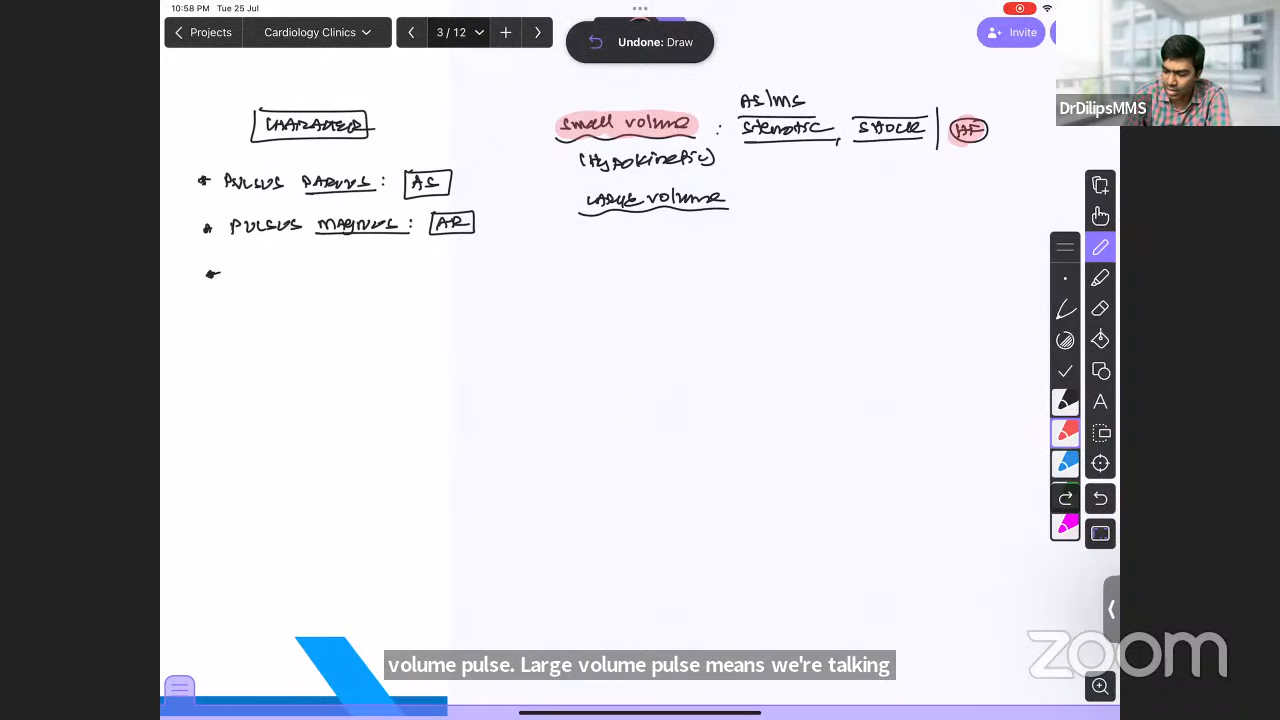 10:58 PM Tue 25 Jul
Projects
Cardiology Clinics
3 / 12
Undone: Draw
Invite
DrDilipsMMS
CHARACTER
* PULSUS PARVUS : AS
* PULSUS MAGNUS : AR
*
AS/MS
small volume : stenotic, SHOCK | HF
(Hypokinetic)
LARGE volume
A
volume pulse. Large volume pulse means we're talking
zoom